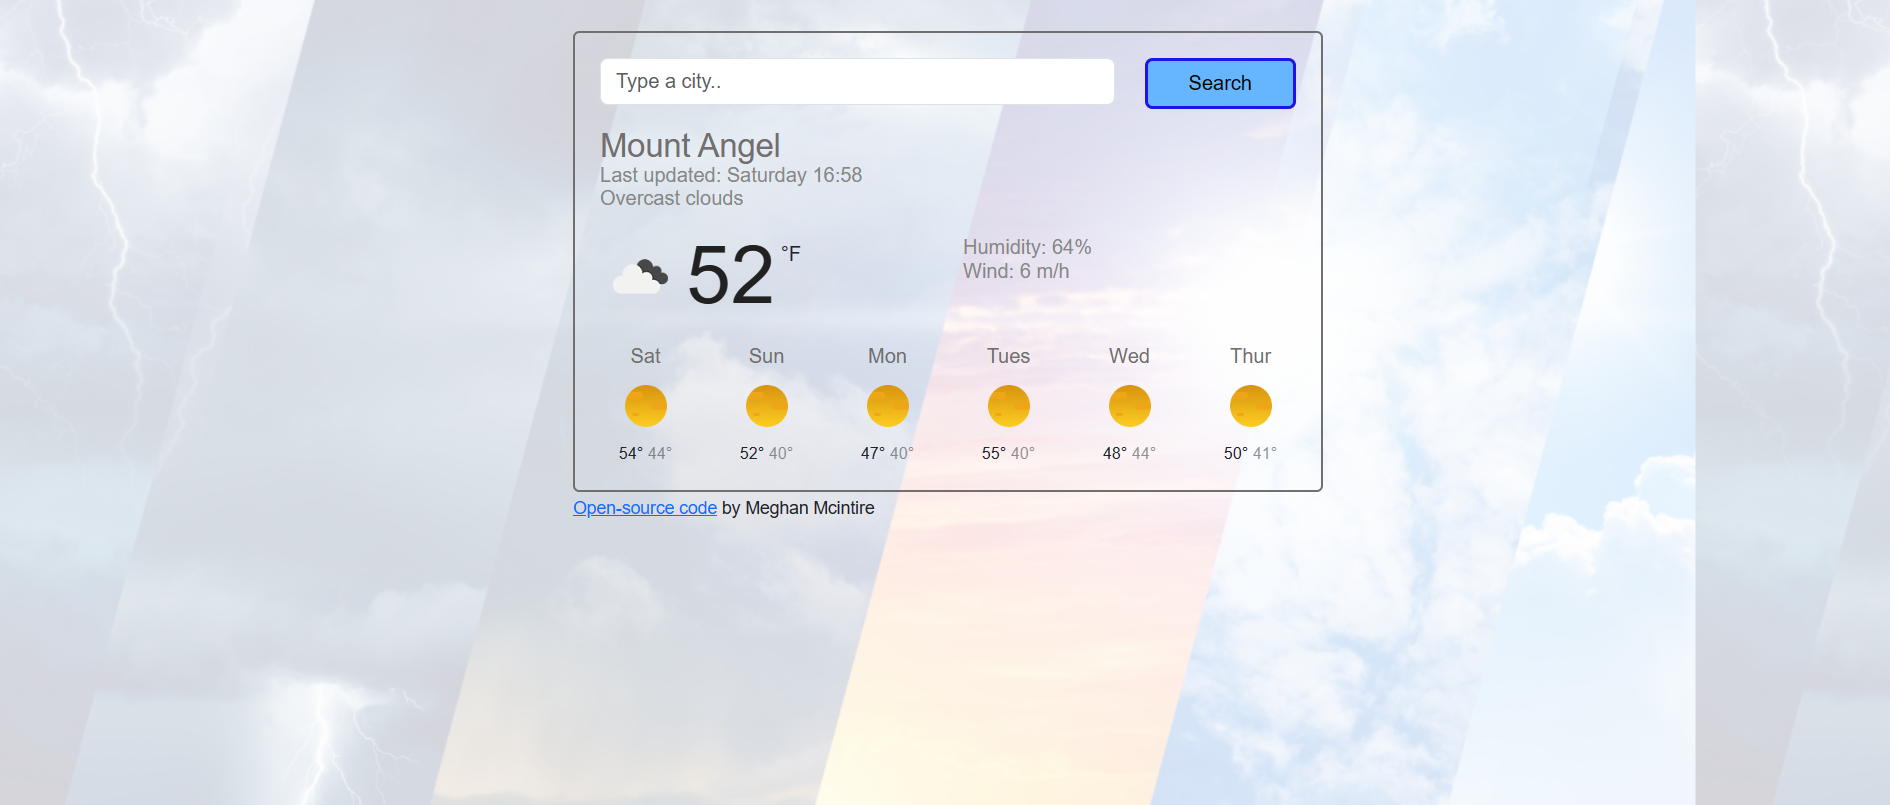 Type a city..
Search
Mount Angel
Last updated: Saturday 16:58
Overcast clouds
52 °F
Humidity: 64%
Wind: 6 m/h
Sat Sun Mon Tues Wed Thur
54° 44° 52° 40° 47° 40° 55° 40° 48° 44° 50° 41°
Open-source code by Meghan Mcintire